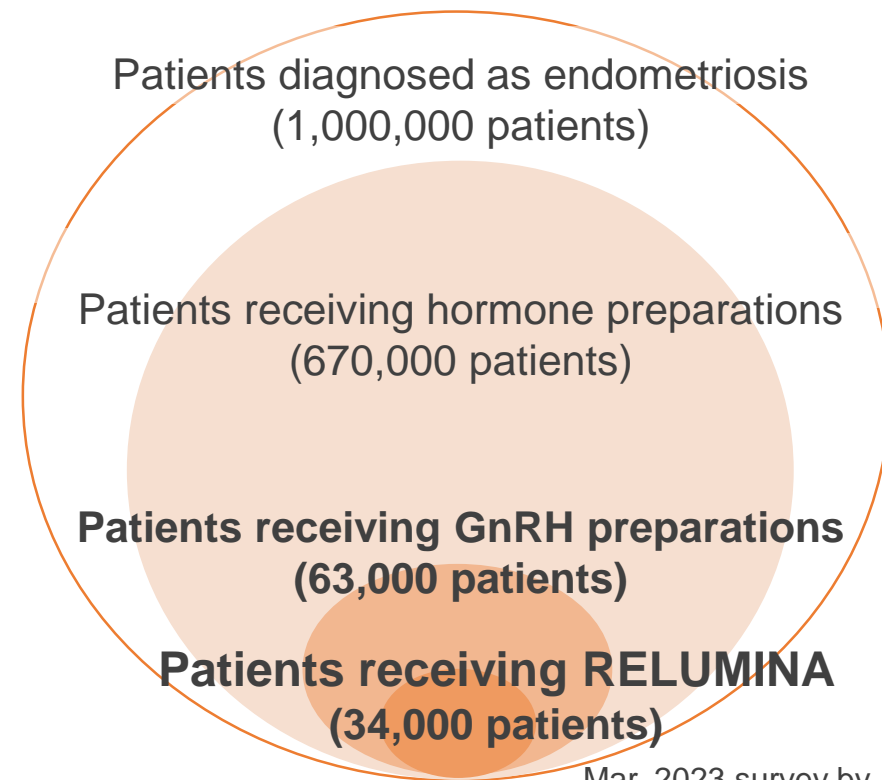 Patients diagnosed as endometriosis
(1,000,000 patients)
Patients receiving hormone preparations
(670,000 patients)
Patients receiving GnRH preparations
(63,000 patients)
Patients receiving RELUMINA
(34,000 patients)
Mar. 2023 survey by